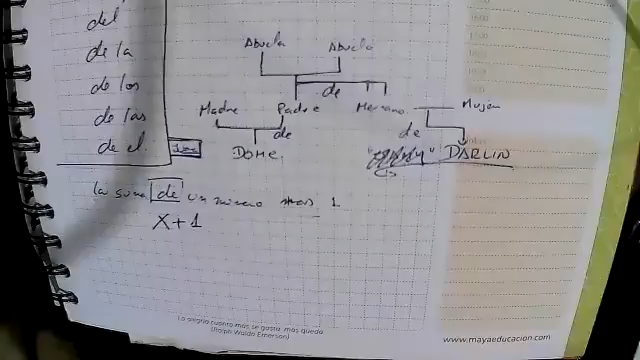 del
de la
de los
de las
de el.
Abuela Abuelo
de
Madre Padre Hermano Mujer
de de
DOME DARLIN
la suma de un número mas 1
X+1
La alegría cuanto más se gasta, más queda
(Ralph Waldo Emerson)
www.mayaeducacion.com